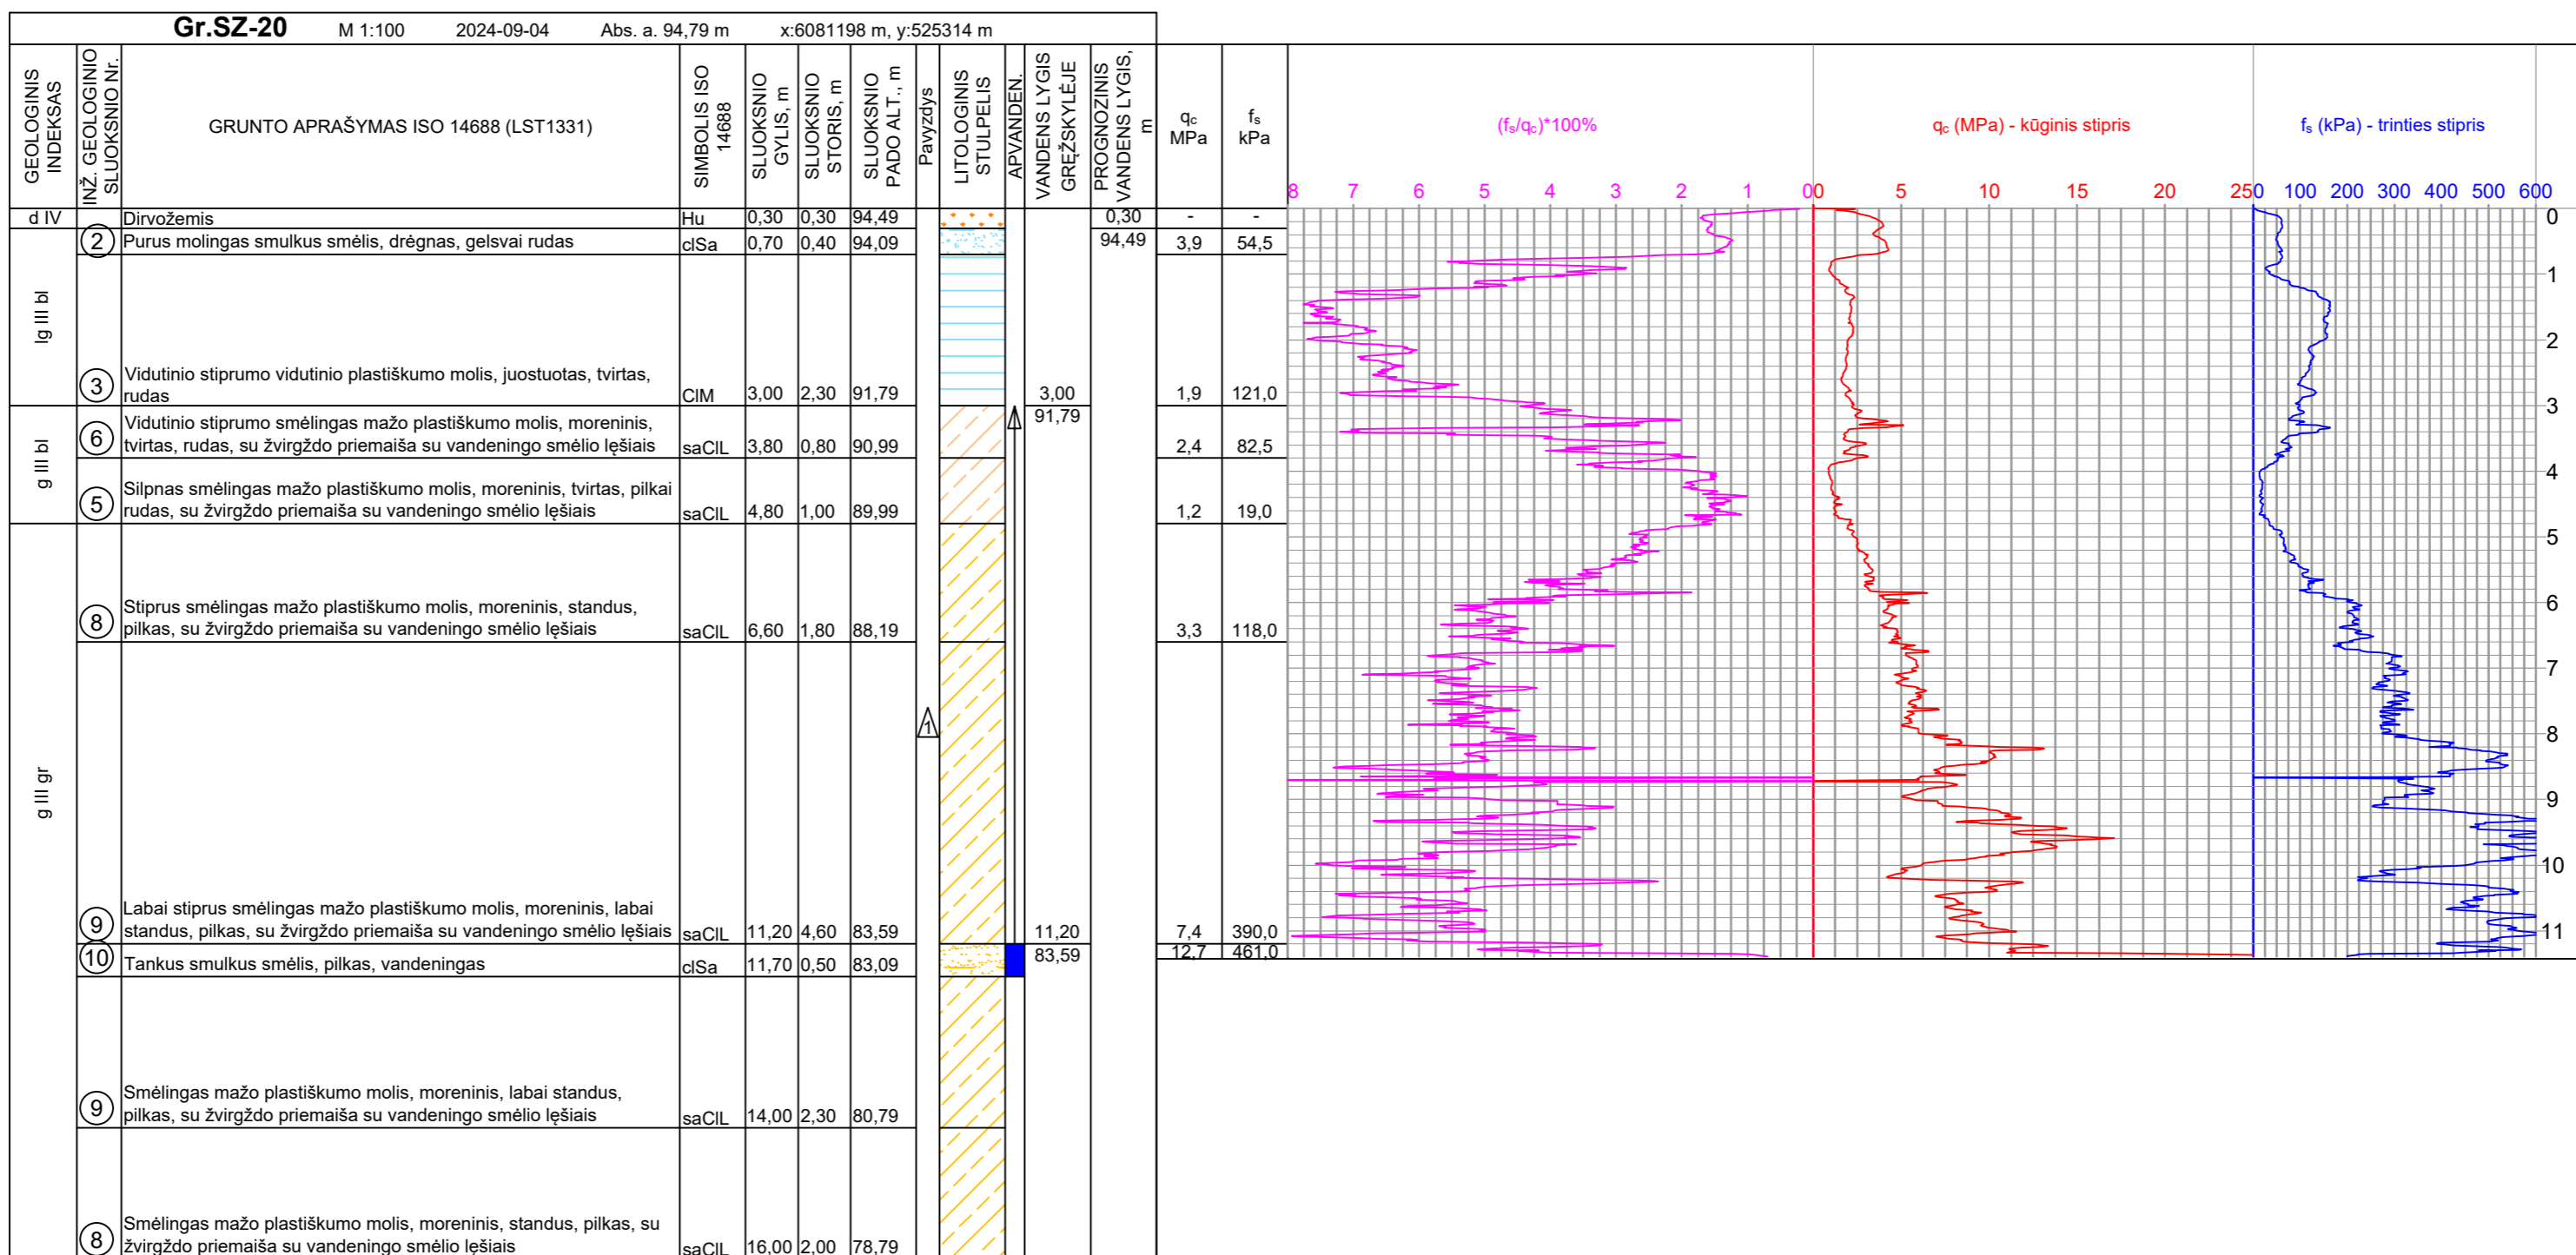 Gr.SZ-20 M 1:100 2024-09-04 Abs. a. 94,79 m x:6081198 m, y:525314 m
GEOLOGINIS
INDEKSAS
INŽ. GEOLOGINIO
SLUOKSNIO Nr.
GRUNTO APRAŠYMAS ISO 14688 (LST1331)
SIMBOLIS ISO
14688
SLUOKSNIO
GYLIS, m
SLUOKSNIO
STORIS, m
SLUOKSNIO
PADO ALT., m
Pavyzdys
LITOLOGINIS
STULPELIS
APVANDEN.
VANDENS LYGIS
GRĘŽSKYLĖJE
PROGNOZINIS
VANDENS LYGIS,
m
qc
MPa
fs
kPa
(fs/qc)*100%
qc (MPa) - kūginis stipris
fs (kPa) - trinties stipris
8 7 6 5 4 3 2 1 0
0 5 10 15 20 25
0 100 200 300 400 500 600
d IV Dirvožemis Hu 0,30 0,30 94,49 0,30 - - 0
2 Purus molingas smulkus smėlis, drėgnas, gelsvai rudas clSa 0,70 0,40 94,09 94,49 3,9 54,5
1
lg III bl
2
3 Vidutinio stiprumo vidutinio plastiškumo molis, juostuotas, tvirtas,
rudas ClM 3,00 2,30 91,79 3,00 1,9 121,0
3
91,79
g III bl
6 Vidutinio stiprumo smėlingas mažo plastiškumo molis, moreninis,
tvirtas, rudas, su žvirgždo priemaiša su vandeningo smėlio lęšiais saClL 3,80 0,80 90,99 2,4 82,5
4
5 Silpnas smėlingas mažo plastiškumo molis, moreninis, tvirtas, pilkai
rudas, su žvirgždo priemaiša su vandeningo smėlio lęšiais saClL 4,80 1,00 89,99 1,2 19,0
5
6
8 Stiprus smėlingas mažo plastiškumo molis, moreninis, standus,
pilkas, su žvirgždo priemaiša su vandeningo smėlio lęšiais saClL 6,60 1,80 88,19 3,3 118,0
7
g III gr
1
8
9
10
9 Labai stiprus smėlingas mažo plastiškumo molis, moreninis, labai
standus, pilkas, su žvirgždo priemaiša su vandeningo smėlio lęšiais saClL 11,20 4,60 83,59 11,20 7,4 390,0
11
83,59 12,7 461,0
10 Tankus smulkus smėlis, pilkas, vandeningas clSa 11,70 0,50 83,09
9 Smėlingas mažo plastiškumo molis, moreninis, labai standus,
pilkas, su žvirgždo priemaiša su vandeningo smėlio lęšiais saClL 14,00 2,30 80,79
8 Smėlingas mažo plastiškumo molis, moreninis, standus, pilkas, su
žvirgždo priemaiša su vandeningo smėlio lęšiais saClL 16,00 2,00 78,79